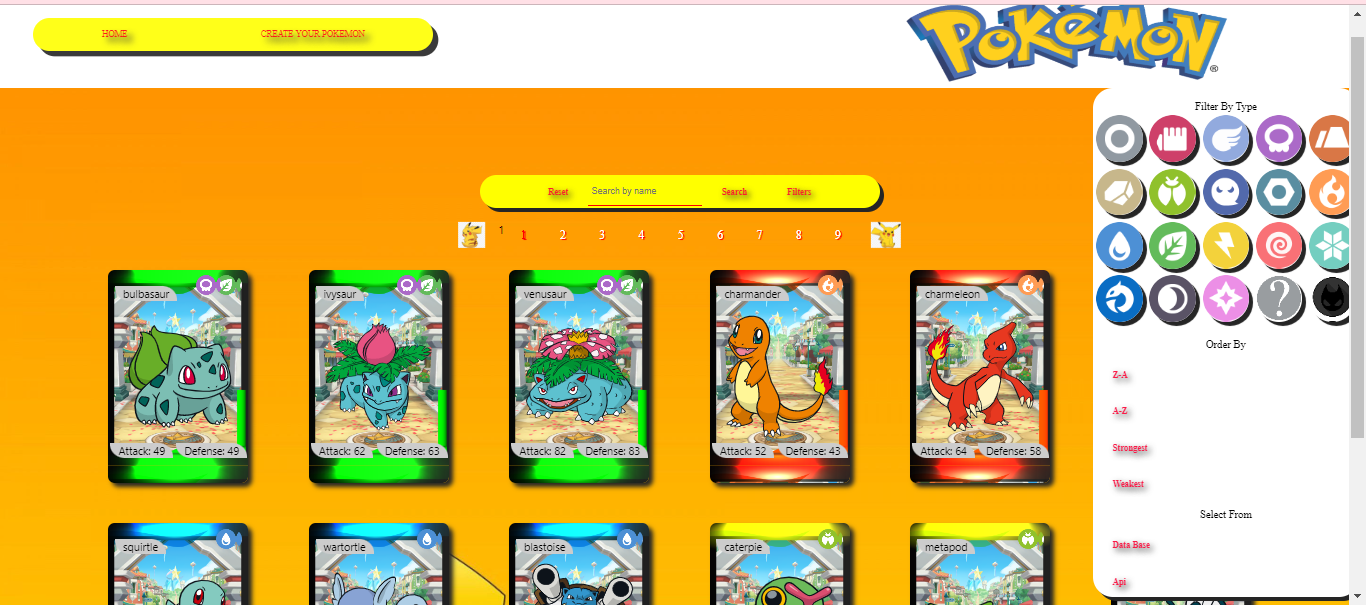 HOME CREATE YOUR POKEMON
POKéMON
®
Filter By Type
Reset Search by name Search Filters
1 1 2 3 4 5 6 7 8 9
bulbasaur
ivysaur
venusaur
charmander
charmeleon
?
Attack: 49 Defense: 49
Attack: 62 Defense: 63
Attack: 82 Defense: 83
Attack: 52 Defense: 43
Attack: 64 Defense: 58
Order By
Z-A
A-Z
Strongest
Weakest
Select From
Data Base
Api
squirtle
wartortle
blastoise
caterpie
metapod